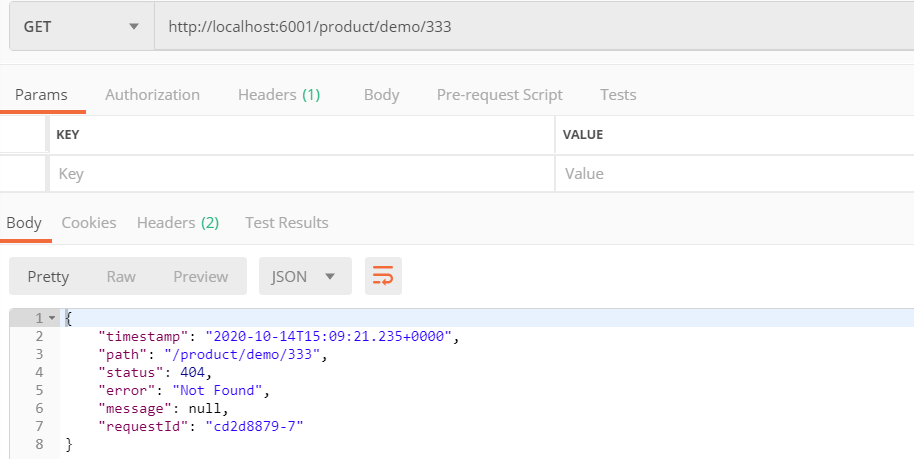 GET http://localhost:6001/product/demo/333
Params Authorization Headers (1) Body Pre-request Script Tests
KEY VALUE
Key Value
Body Cookies Headers (2) Test Results
Pretty Raw Preview JSON
1 {
2 "timestamp": "2020-10-14T15:09:21.235+0000",
3 "path": "/product/demo/333",
4 "status": 404,
5 "error": "Not Found",
6 "message": null,
7 "requestId": "cd2d8879-7"
8 }